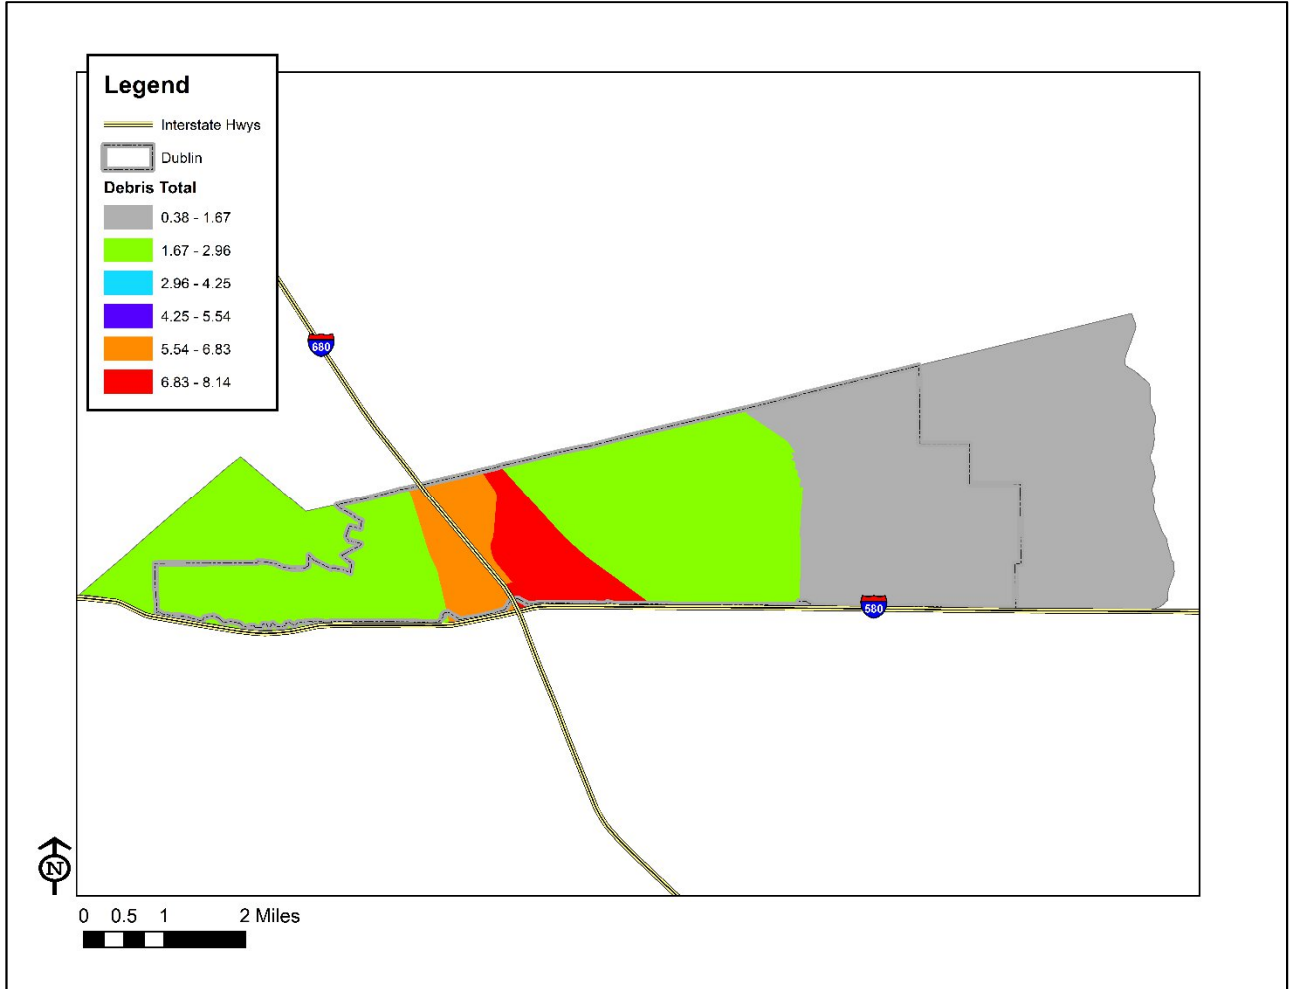 Legend
Interstate Hwys
Dublin
Debris Total
0.38 - 1.67
1.67 - 2.96
2.96 - 4.25
4.25 - 5.54
5.54 - 6.83
6.83 - 8.14
680
580
N
0 0.5 1 2 Miles